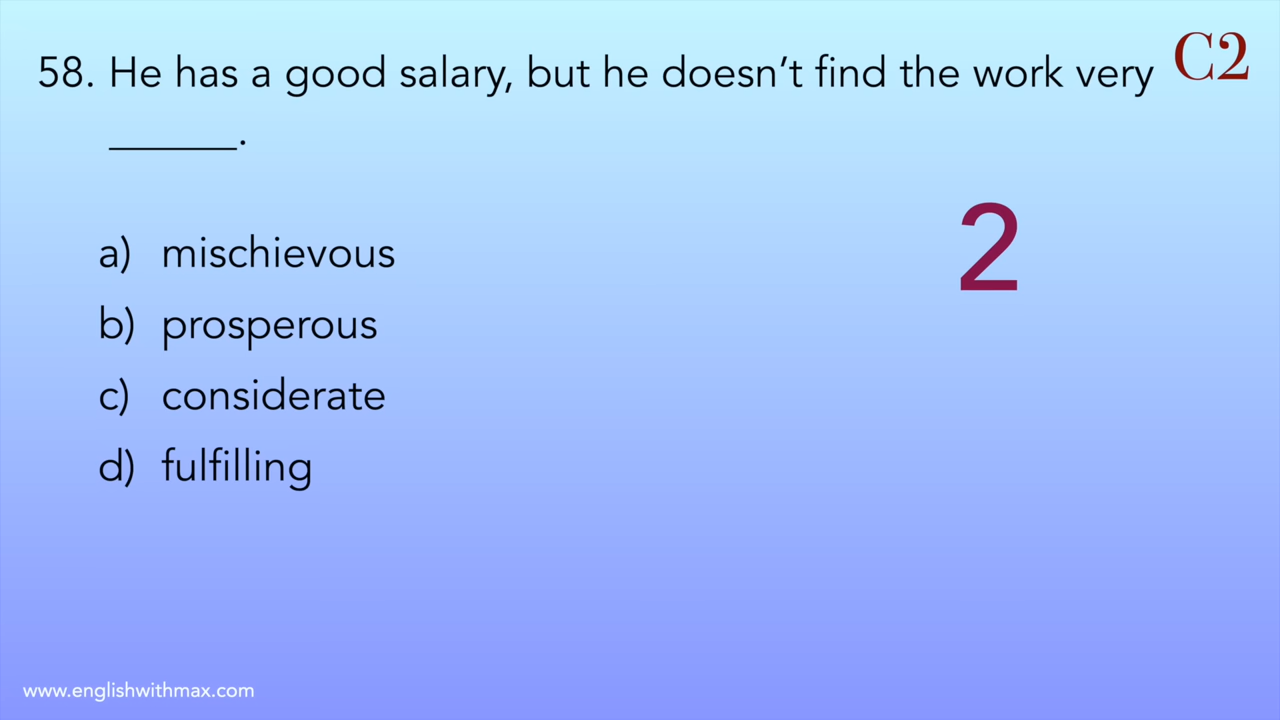 58. He has a good salary, but he doesn’t find the work very
______.
C2
2
a) mischievous
b) prosperous
c) considerate
d) fulfilling
www.englishwithmax.com